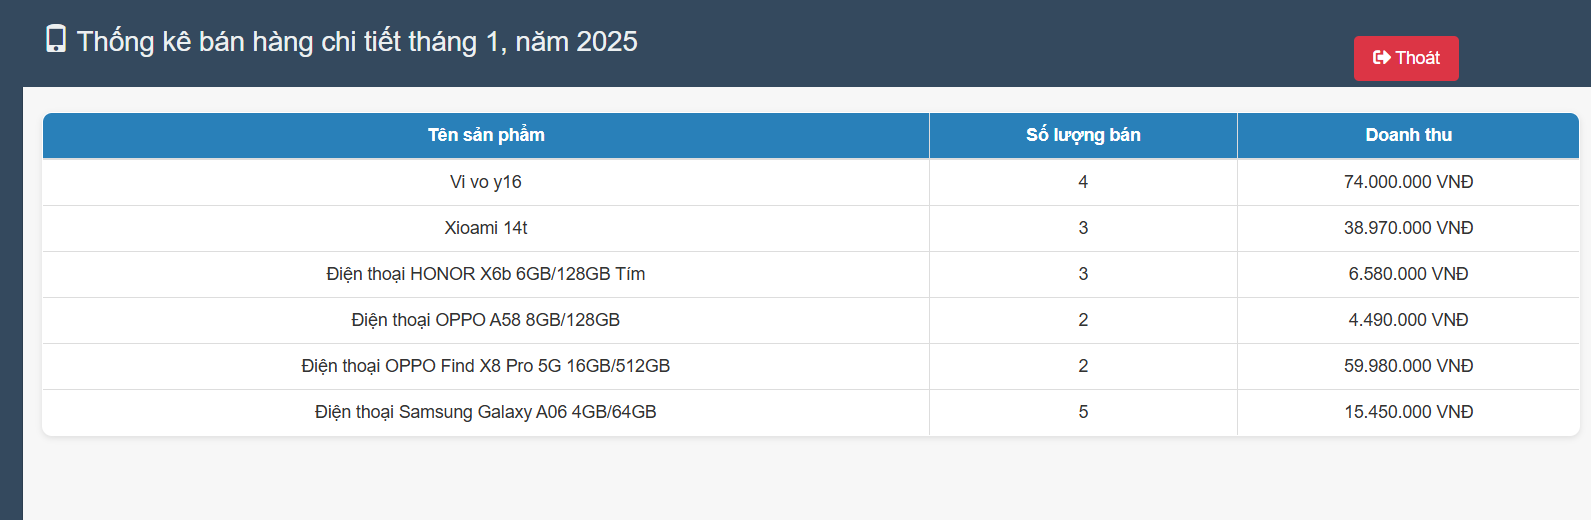 Thống kê bán hàng chi tiết tháng 1, năm 2025
Thoát
Tên sản phẩm Số lượng bán Doanh thu
Vi vo y16 4 74.000.000 VNĐ
Xioami 14t 3 38.970.000 VNĐ
Điện thoại HONOR X6b 6GB/128GB Tím 3 6.580.000 VNĐ
Điện thoại OPPO A58 8GB/128GB 2 4.490.000 VNĐ
Điện thoại OPPO Find X8 Pro 5G 16GB/512GB 2 59.980.000 VNĐ
Điện thoại Samsung Galaxy A06 4GB/64GB 5 15.450.000 VNĐ